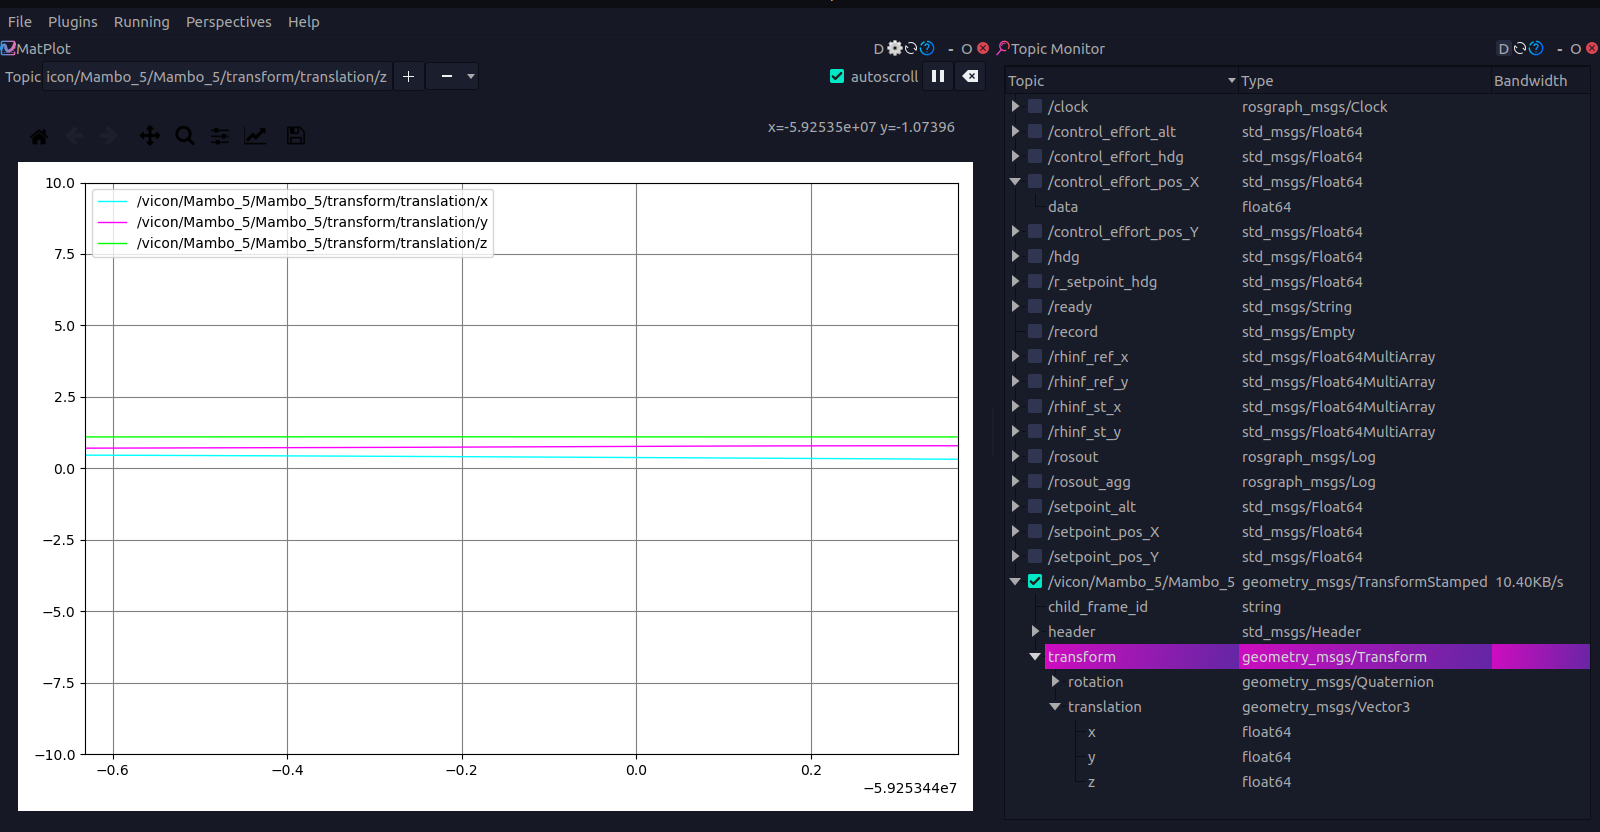 File Plugins Running Perspectives Help
MatPlot D - O
Topic icon/Mambo_5/Mambo_5/transform/translation/z + - autoscroll
x=-5.92535e+07 y=-1.07396
10.0
/vicon/Mambo_5/Mambo_5/transform/translation/x
/vicon/Mambo_5/Mambo_5/transform/translation/y
/vicon/Mambo_5/Mambo_5/transform/translation/z
7.5
5.0
2.5
0.0
−2.5
−5.0
−7.5
−10.0
−0.6 −0.4 −0.2 0.0 0.2
−5.925344e7
Topic Monitor D - O
Topic Type Bandwidth
/clock rosgraph_msgs/Clock
/control_effort_alt std_msgs/Float64
/control_effort_hdg std_msgs/Float64
/control_effort_pos_X std_msgs/Float64
data float64
/control_effort_pos_Y std_msgs/Float64
/hdg std_msgs/Float64
/r_setpoint_hdg std_msgs/Float64
/ready std_msgs/String
/record std_msgs/Empty
/rhinf_ref_x std_msgs/Float64MultiArray
/rhinf_ref_y std_msgs/Float64MultiArray
/rhinf_st_x std_msgs/Float64MultiArray
/rhinf_st_y std_msgs/Float64MultiArray
/rosout rosgraph_msgs/Log
/rosout_agg rosgraph_msgs/Log
/setpoint_alt std_msgs/Float64
/setpoint_pos_X std_msgs/Float64
/setpoint_pos_Y std_msgs/Float64
/vicon/Mambo_5/Mambo_5 geometry_msgs/TransformStamped 10.40KB/s
child_frame_id string
header std_msgs/Header
transform geometry_msgs/Transform
rotation geometry_msgs/Quaternion
translation geometry_msgs/Vector3
x float64
y float64
z float64